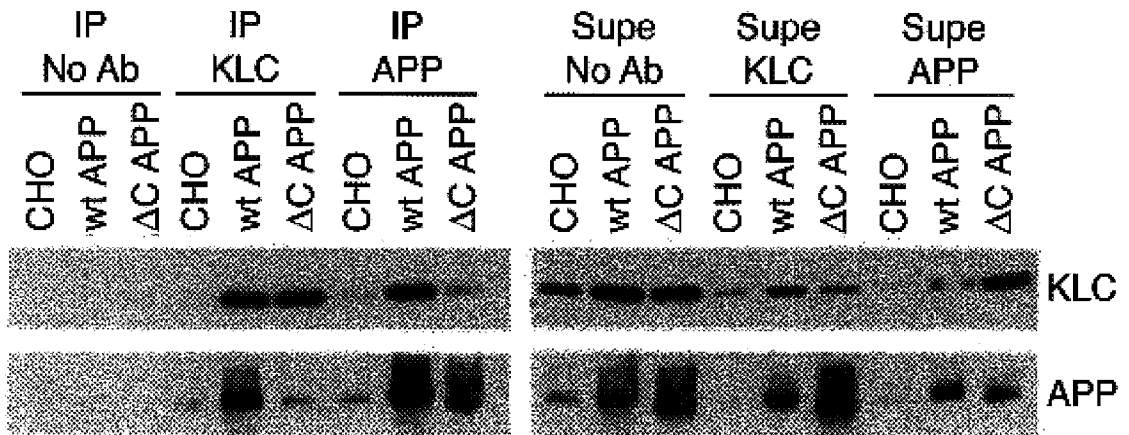 IP IP IP Supe Supe Supe
No Ab KLC APP No Ab KLC APP
CHO wt APP ΔC APP CHO wt APP ΔC APP CHO wt APP ΔC APP CHO wt APP ΔC APP CHO wt APP ΔC APP CHO wt APP ΔC APP
KLC
APP